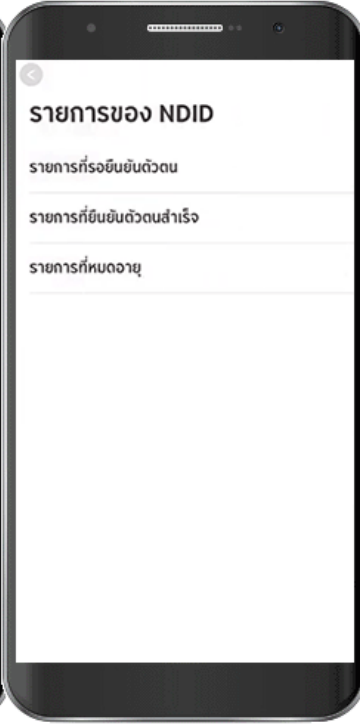 รายการของ NDID
รายการที่รอยืนยันตัวตน
รายการที่ยืนยันตัวตนสำเร็จ
รายการที่หมดอายุ